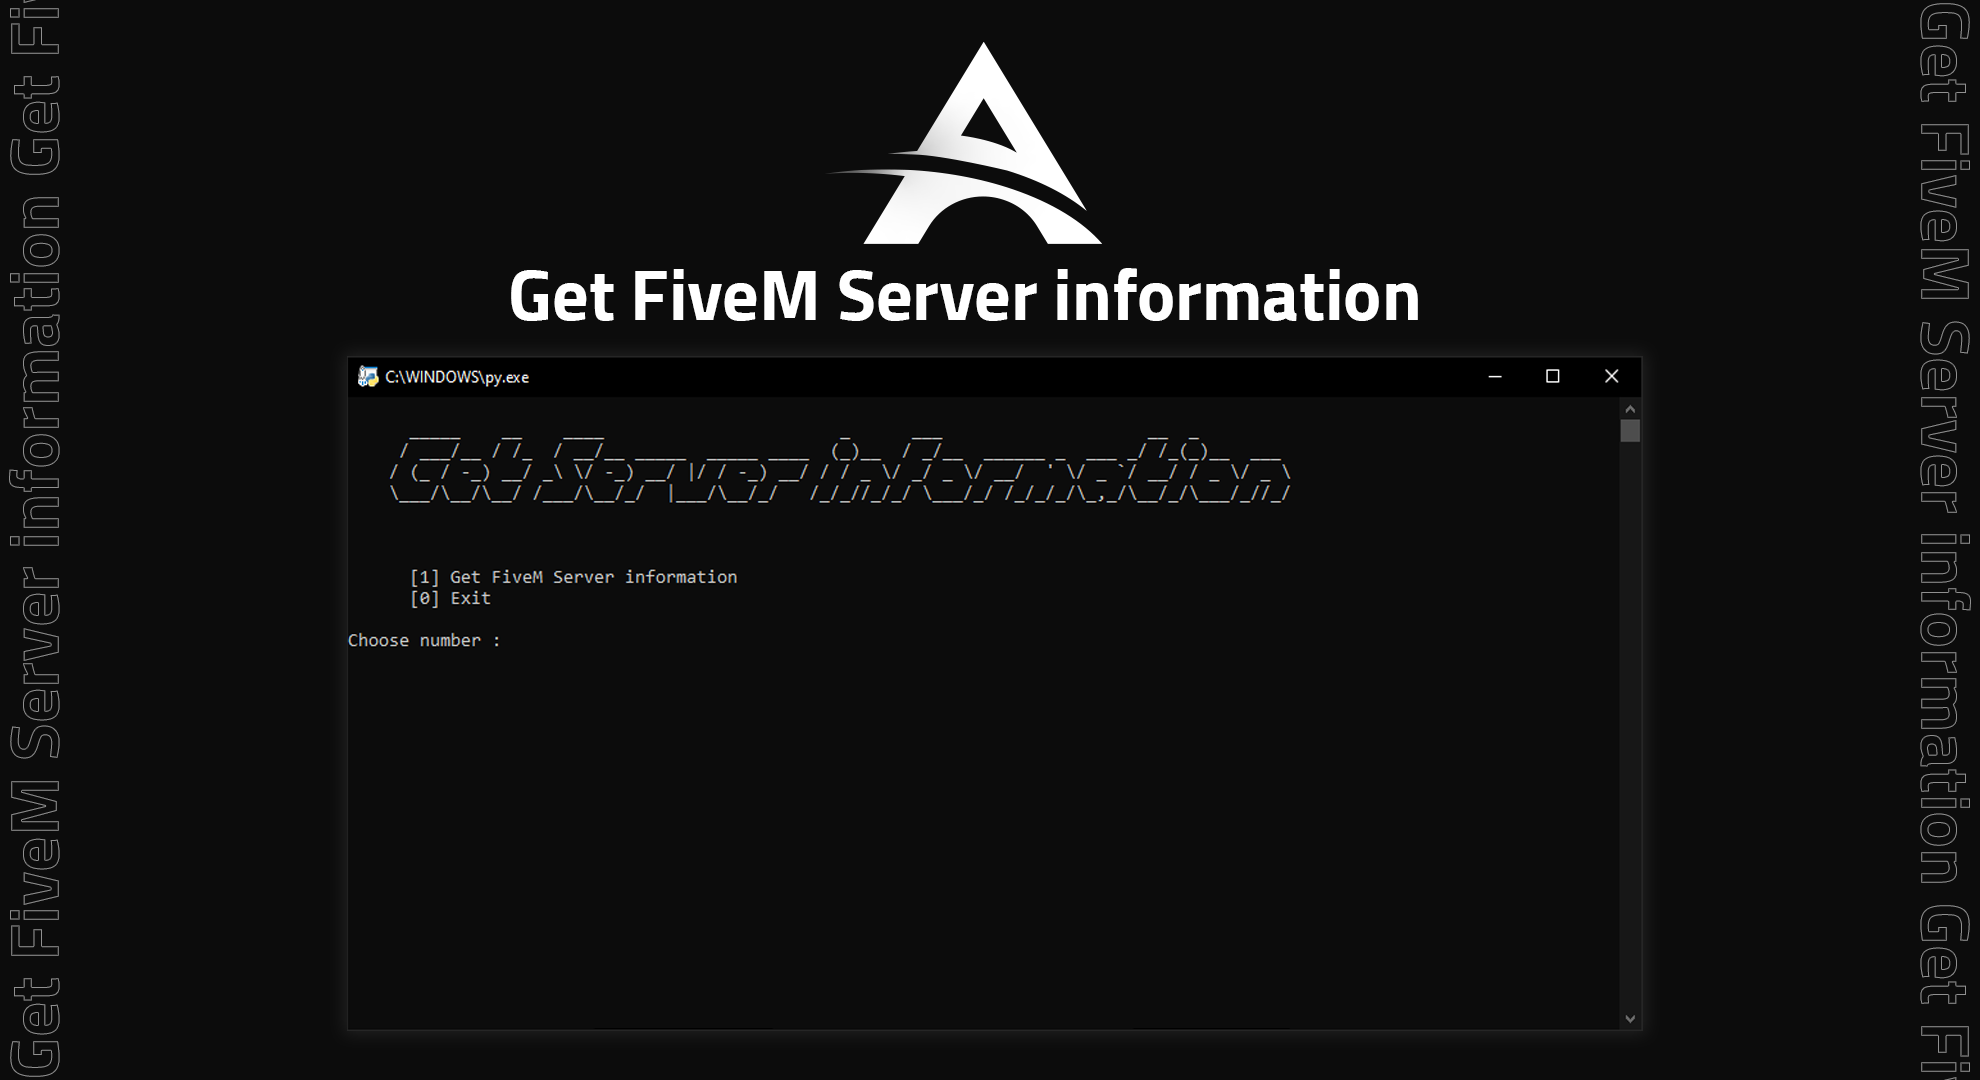 Get FiveM Server information
C:\WINDOWS\py.exe
Get Server information
[1] Get FiveM Server information
[0] Exit
Choose number :
Get FiveM Server information Get Fiv
Get FiveM Server information Get Fi